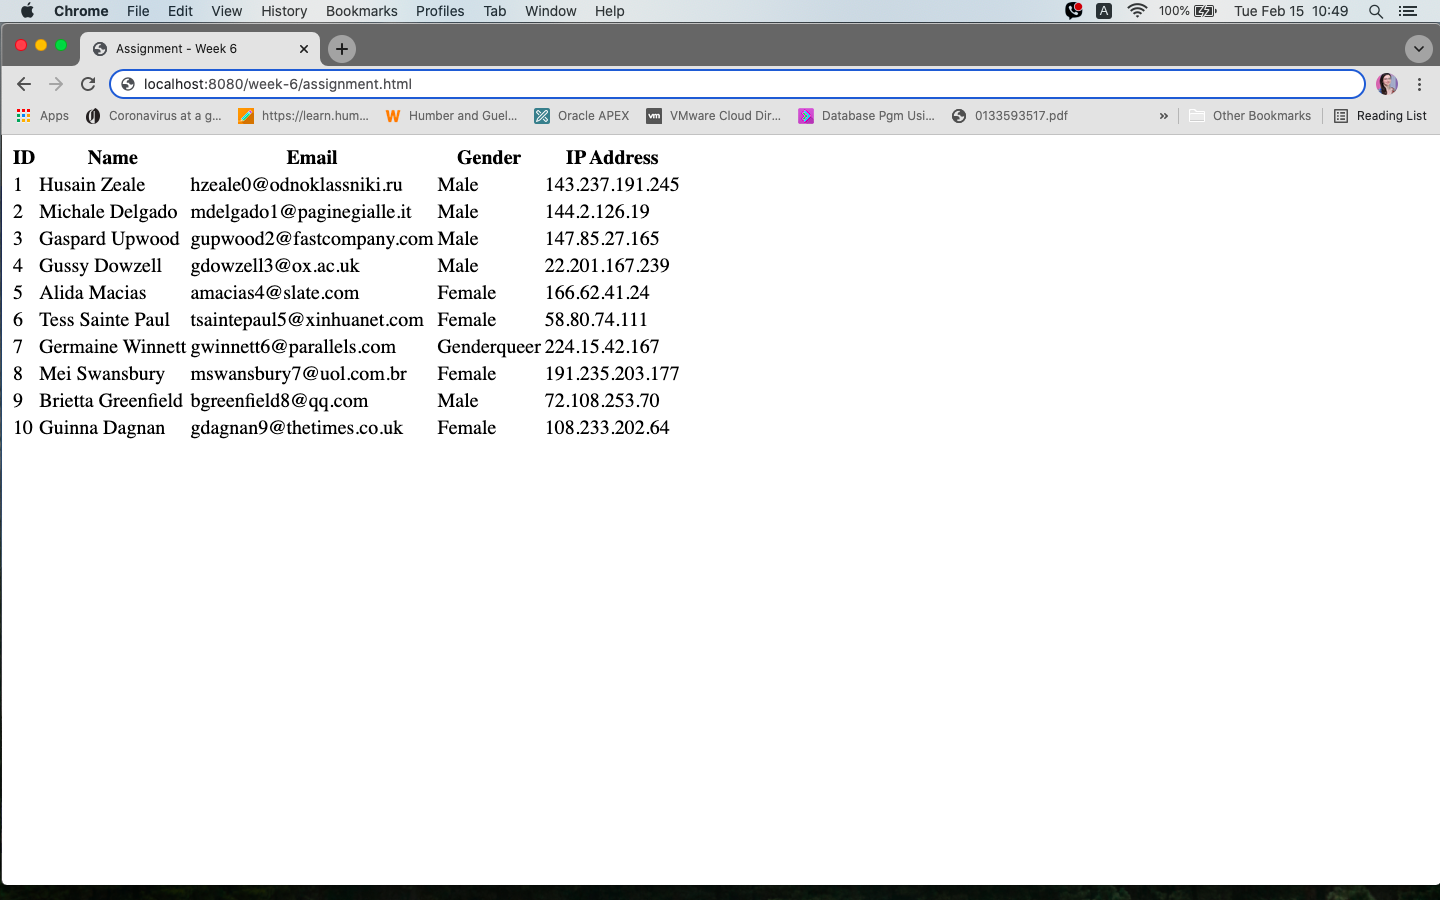 Chrome File Edit View History Bookmarks Profiles Tab Window Help A 100% Tue Feb 15 10:49
Assignment - Week 6
localhost:8080/week-6/assignment.html
Apps Coronavirus at a g... https://learn.hum... W Humber and Guel... Oracle APEX vm VMware Cloud Dir... Database Pgm Usi... 0133593517.pdf » Other Bookmarks Reading List
ID Name Email Gender IP Address
1 Husain Zeale hzeale0@odnoklassniki.ru Male 143.237.191.245
2 Michale Delgado mdelgado1@paginegialle.it Male 144.2.126.19
3 Gaspard Upwood gupwood2@fastcompany.com Male 147.85.27.165
4 Gussy Dowzell gdowzell3@ox.ac.uk Male 22.201.167.239
5 Alida Macias amacias4@slate.com Female 166.62.41.24
6 Tess Sainte Paul tsaintepaul5@xinhuanet.com Female 58.80.74.111
7 Germaine Winnett gwinnett6@parallels.com Genderqueer 224.15.42.167
8 Mei Swansbury mswansbury7@uol.com.br Female 191.235.203.177
9 Brietta Greenfield bgreenfield8@qq.com Male 72.108.253.70
10 Guinna Dagnan gdagnan9@thetimes.co.uk Female 108.233.202.64